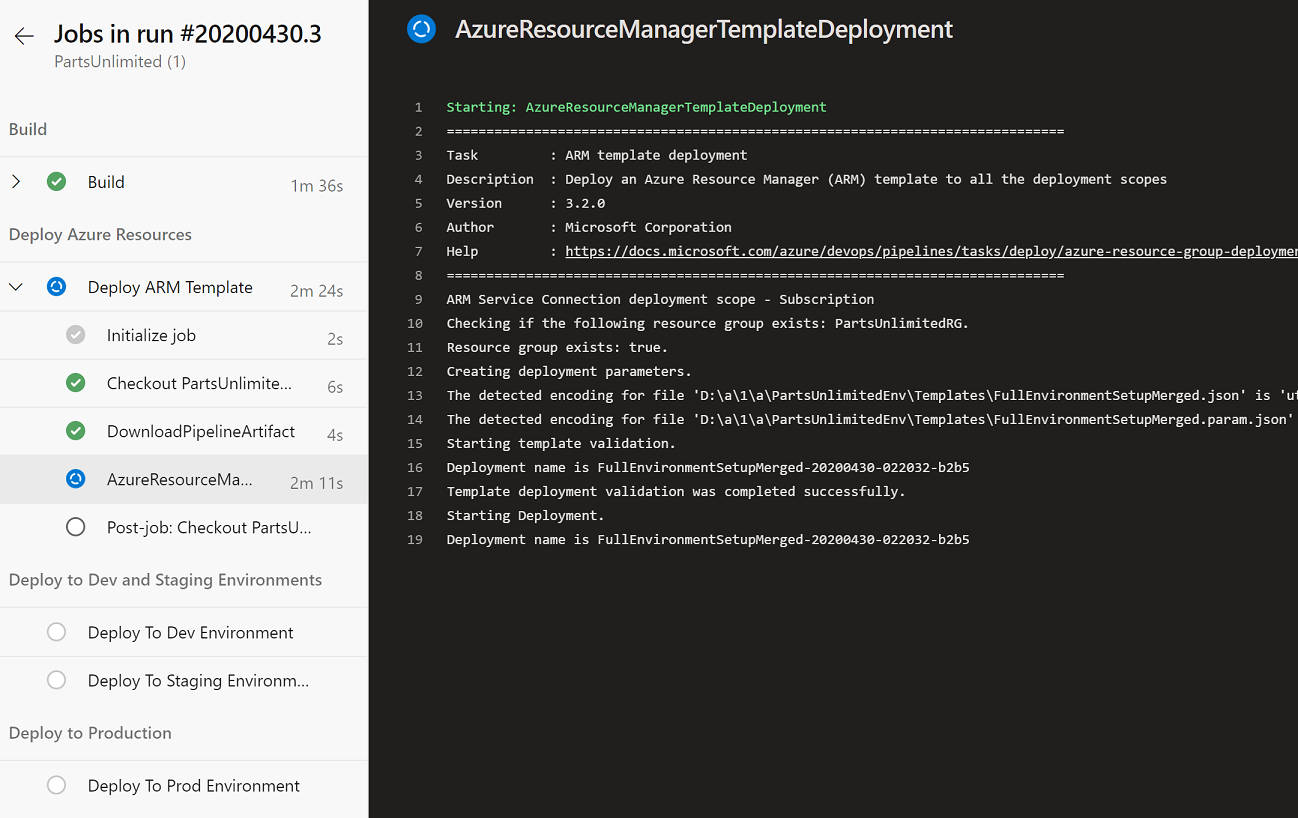 Jobs in run #20200430.3
PartsUnlimited (1)
Build
Build 1m 36s
Deploy Azure Resources
Deploy ARM Template 2m 24s
Initialize job 2s
Checkout PartsUnlimite... 6s
DownloadPipelineArtifact 4s
AzureResourceMa... 2m 11s
Post-job: Checkout PartsU...
Deploy to Dev and Staging Environments
Deploy To Dev Environment
Deploy To Staging Environm...
Deploy to Production
Deploy To Prod Environment
AzureResourceManagerTemplateDeployment
1 Starting: AzureResourceManagerTemplateDeployment
2 ==============================================================================
3 Task : ARM template deployment
4 Description : Deploy an Azure Resource Manager (ARM) template to all the deployment scopes
5 Version : 3.2.0
6 Author : Microsoft Corporation
7 Help : https://docs.microsoft.com/azure/devops/pipelines/tasks/deploy/azure-resource-group-deploymen
8 ==============================================================================
9 ARM Service Connection deployment scope - Subscription
10 Checking if the following resource group exists: PartsUnlimitedRG.
11 Resource group exists: true.
12 Creating deployment parameters.
13 The detected encoding for file 'D:\a\1\a\PartsUnlimitedEnv\Templates\FullEnvironmentSetupMerged.json' is 'ut
14 The detected encoding for file 'D:\a\1\a\PartsUnlimitedEnv\Templates\FullEnvironmentSetupMerged.param.json'
15 Starting template validation.
16 Deployment name is FullEnvironmentSetupMerged-20200430-022032-b2b5
17 Template deployment validation was completed successfully.
18 Starting Deployment.
19 Deployment name is FullEnvironmentSetupMerged-20200430-022032-b2b5